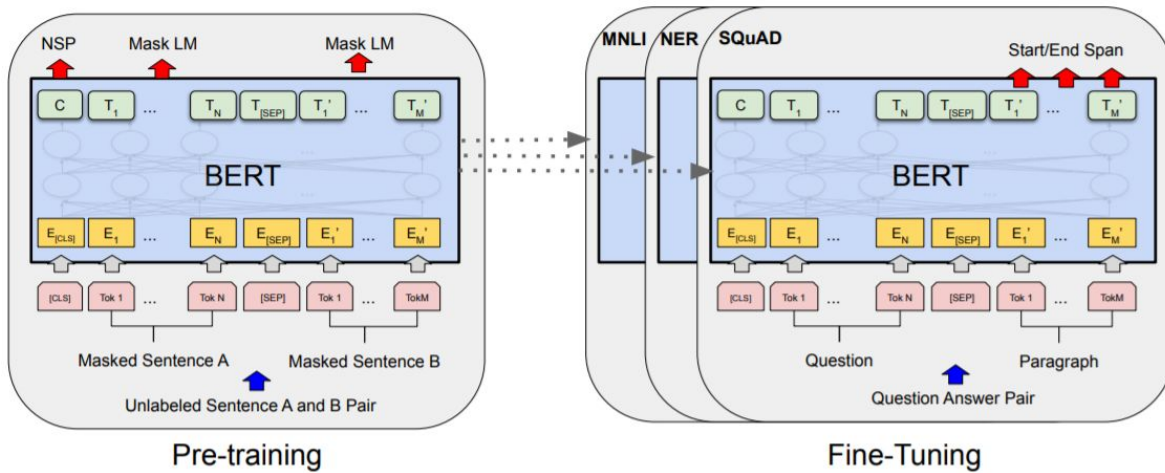 NSP Mask LM Mask LM
C T1 ... TN T[SEP] T1' ... TM'
BERT
E[CLS] E1 ... EN E[SEP] E1' ... EM'
[CLS] Tok 1 ... Tok N [SEP] Tok 1 ... TokM
Masked Sentence A Masked Sentence B
Unlabeled Sentence A and B Pair
Pre-training
MNLI NER SQuAD
Start/End Span
C T1 ... TN T[SEP] T1' ... TM'
BERT
E[CLS] E1 ... EN E[SEP] E1' ... EM'
[CLS] Tok 1 ... Tok N [SEP] Tok 1 ... TokM
Question Paragraph
Question Answer Pair
Fine-Tuning